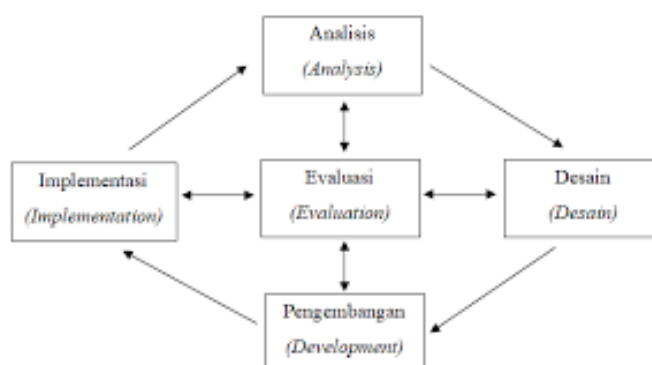 Analisis
(Analysis)
Implementasi
(Implementation)
Evaluasi
(Evaluation)
Desain
(Desain)
Pengembangan
(Development)